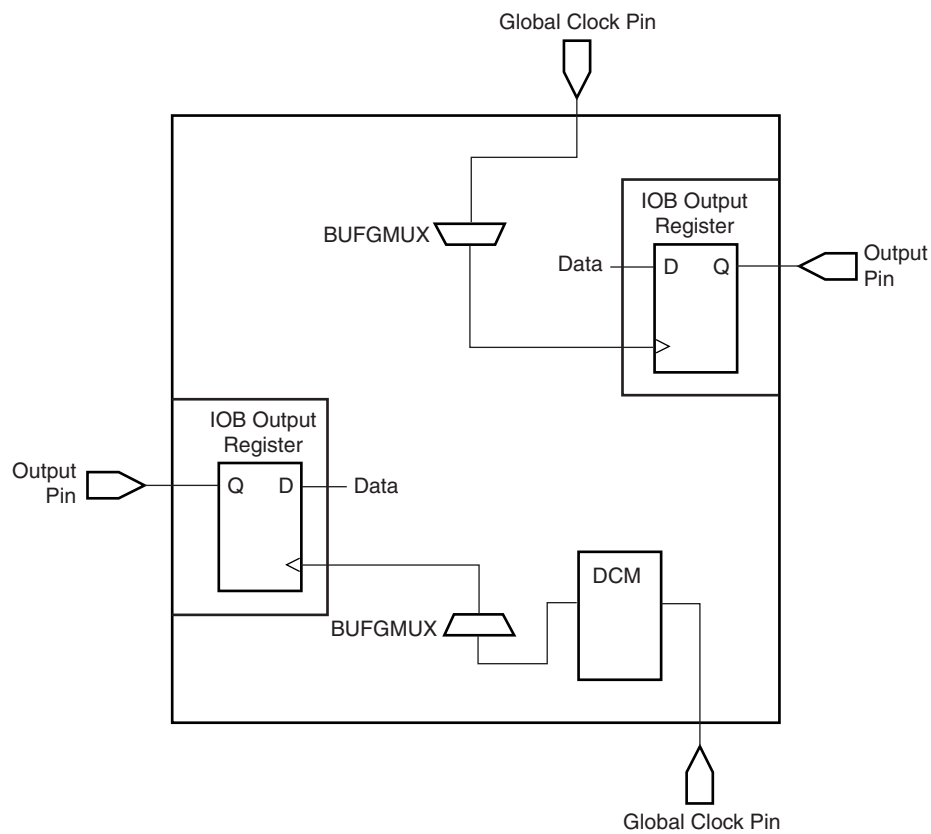 Global Clock Pin
IOB Output
Register
BUFGMUX
Data
D
Q
Output
Pin
IOB Output
Register
Output
Pin
Q
D
Data
DCM
BUFGMUX
Global Clock Pin